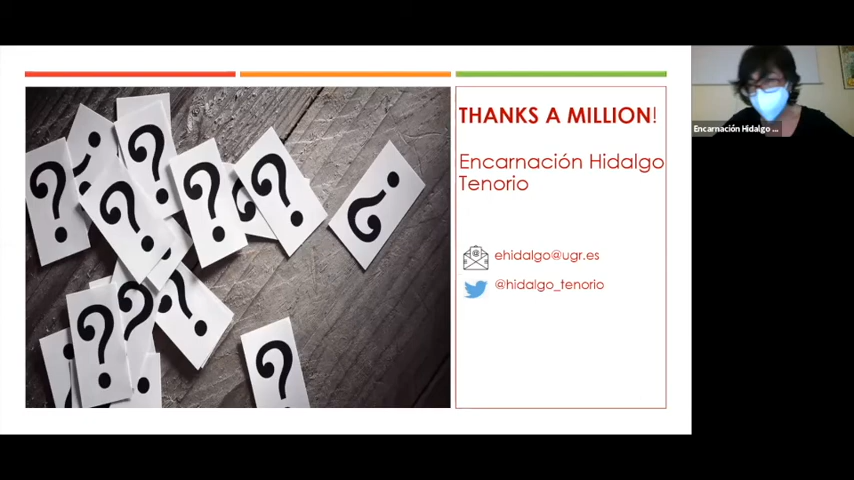 THANKS A MILLION!
Encarnación Hidalgo
Tenorio
ehidalgo@ugr.es
@hidalgo_tenorio
Encarnación Hidalgo ...